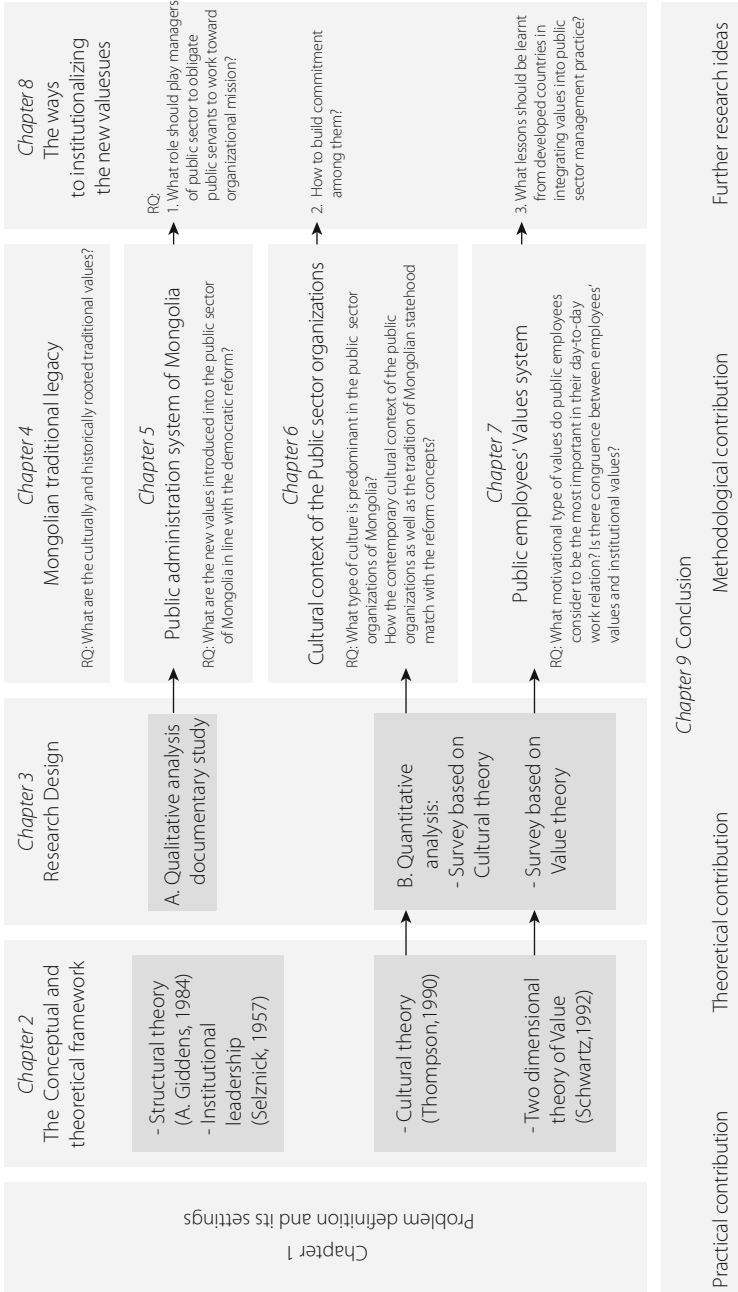 Chapter 1
Problem definition and its settings
Chapter 2
The Conceptual and
theoretical framework
- Structural theory
(A. Giddens, 1984)
- Institutional
leadership
(Selznick, 1957)
- Cultural theory
(Thompson,1990)
- Two dimensional
theory of Value
(Schwartz,1992)
Chapter 3
Research Design
A. Qualitative analysis
documentary study
B. Quantitative
analysis:
- Survey based on
Cultural theory
- Survey based on
Value theory
Chapter 4
Mongolian traditional legacy
RQ: What are the culturally and historically rooted traditional values?
Chapter 5
Public administration system of Mongolia
RQ: What are the new values introduced into the public sector
of Mongolia in line with the democratic reform?
Chapter 6
Cultural context of the Public sector organizations
RQ: What type of culture is predominant in the public sector
organizations of Mongolia?
How the contemporary cultural context of the public
organizations as well as the tradition of Mongolian statehood
match with the reform concepts?
Chapter 7
Public employees' Values system
RQ: What motivational type of values do public employees
consider to be the most important in their day-to-day
work relation? Is there congruence between employees'
values and institutional values?
Chapter 8
The ways
to institutionalizing
the new valuesues
RQ:
1. What role should play managers
of public sector to obligate
public servants to work toward
organizational mission?
2. How to build commitment
among them?
3. What lessons should be learnt
from developed countries in
integrating values into public
sector management practice?
Chapter 9 Conclusion
Practical contribution
Theoretical contribution
Methodological contribution
Further research ideas